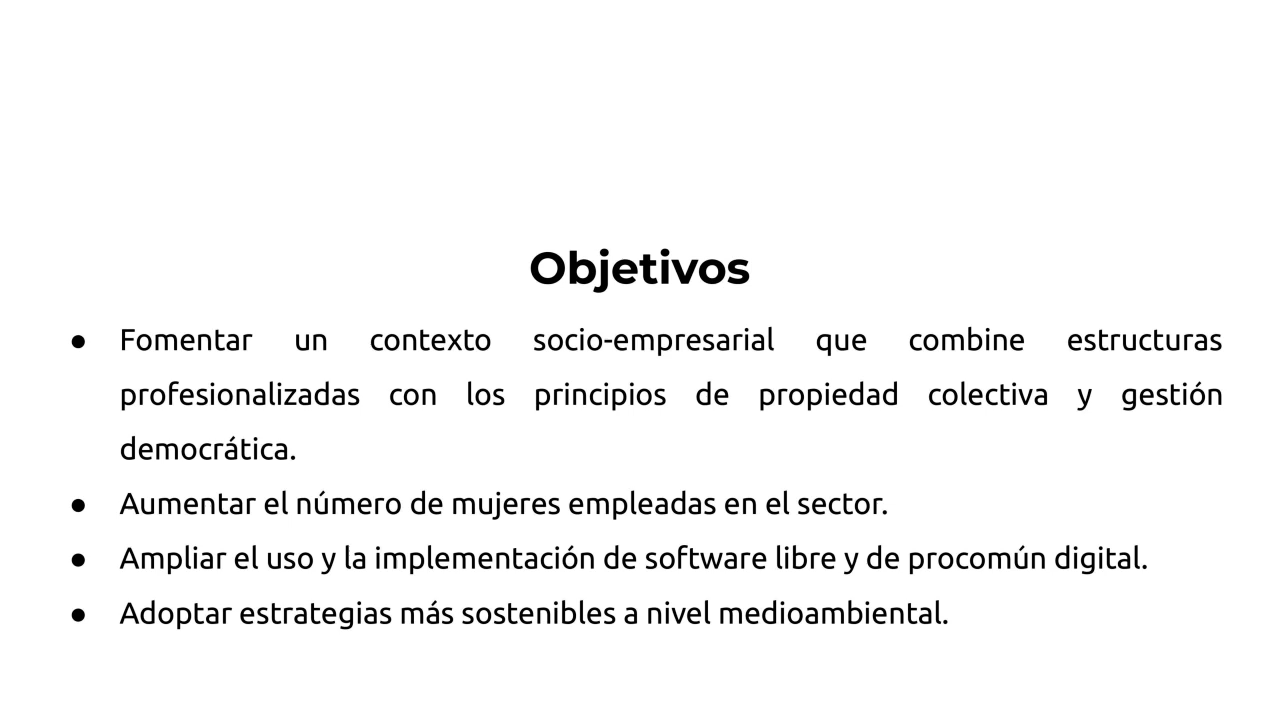 Objetivos
● Fomentar un contexto socio-empresarial que combine estructuras
profesionalizadas con los principios de propiedad colectiva y gestión
democrática.
● Aumentar el número de mujeres empleadas en el sector.
● Ampliar el uso y la implementación de software libre y de procomún digital.
● Adoptar estrategias más sostenibles a nivel medioambiental.